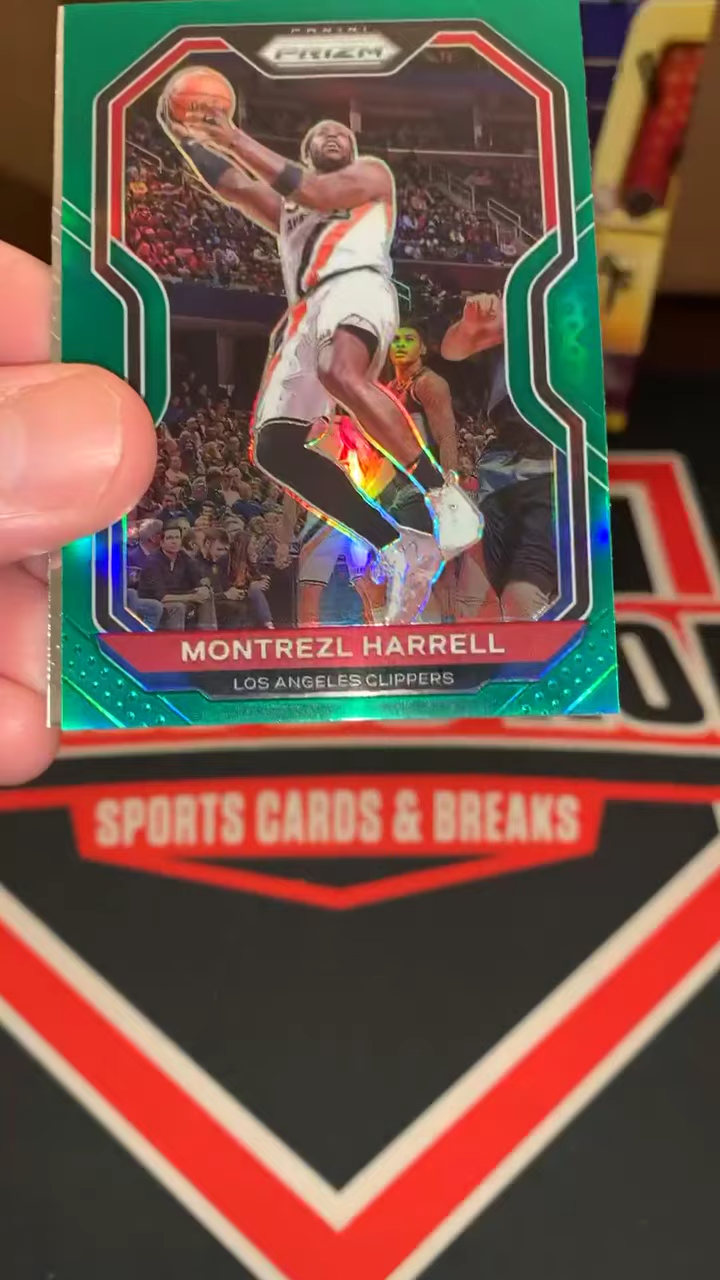 PANINI
PRIZM
MONTREZL HARRELL
LOS ANGELES CLIPPERS
SPORTS CARDS & BREAKS